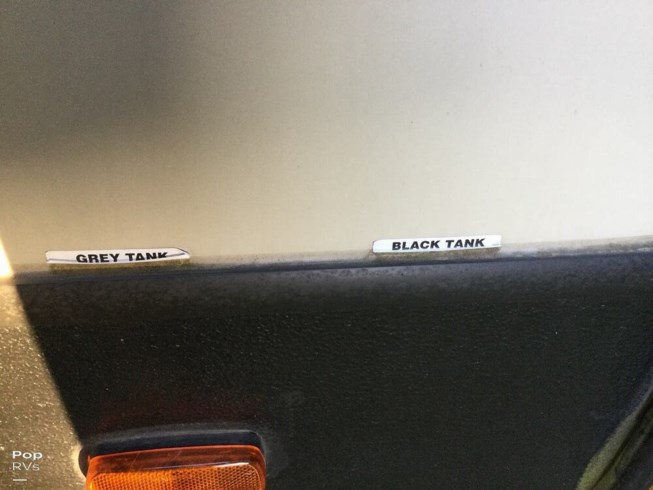 GREY TANK
BLACK TANK
Pop
RVs